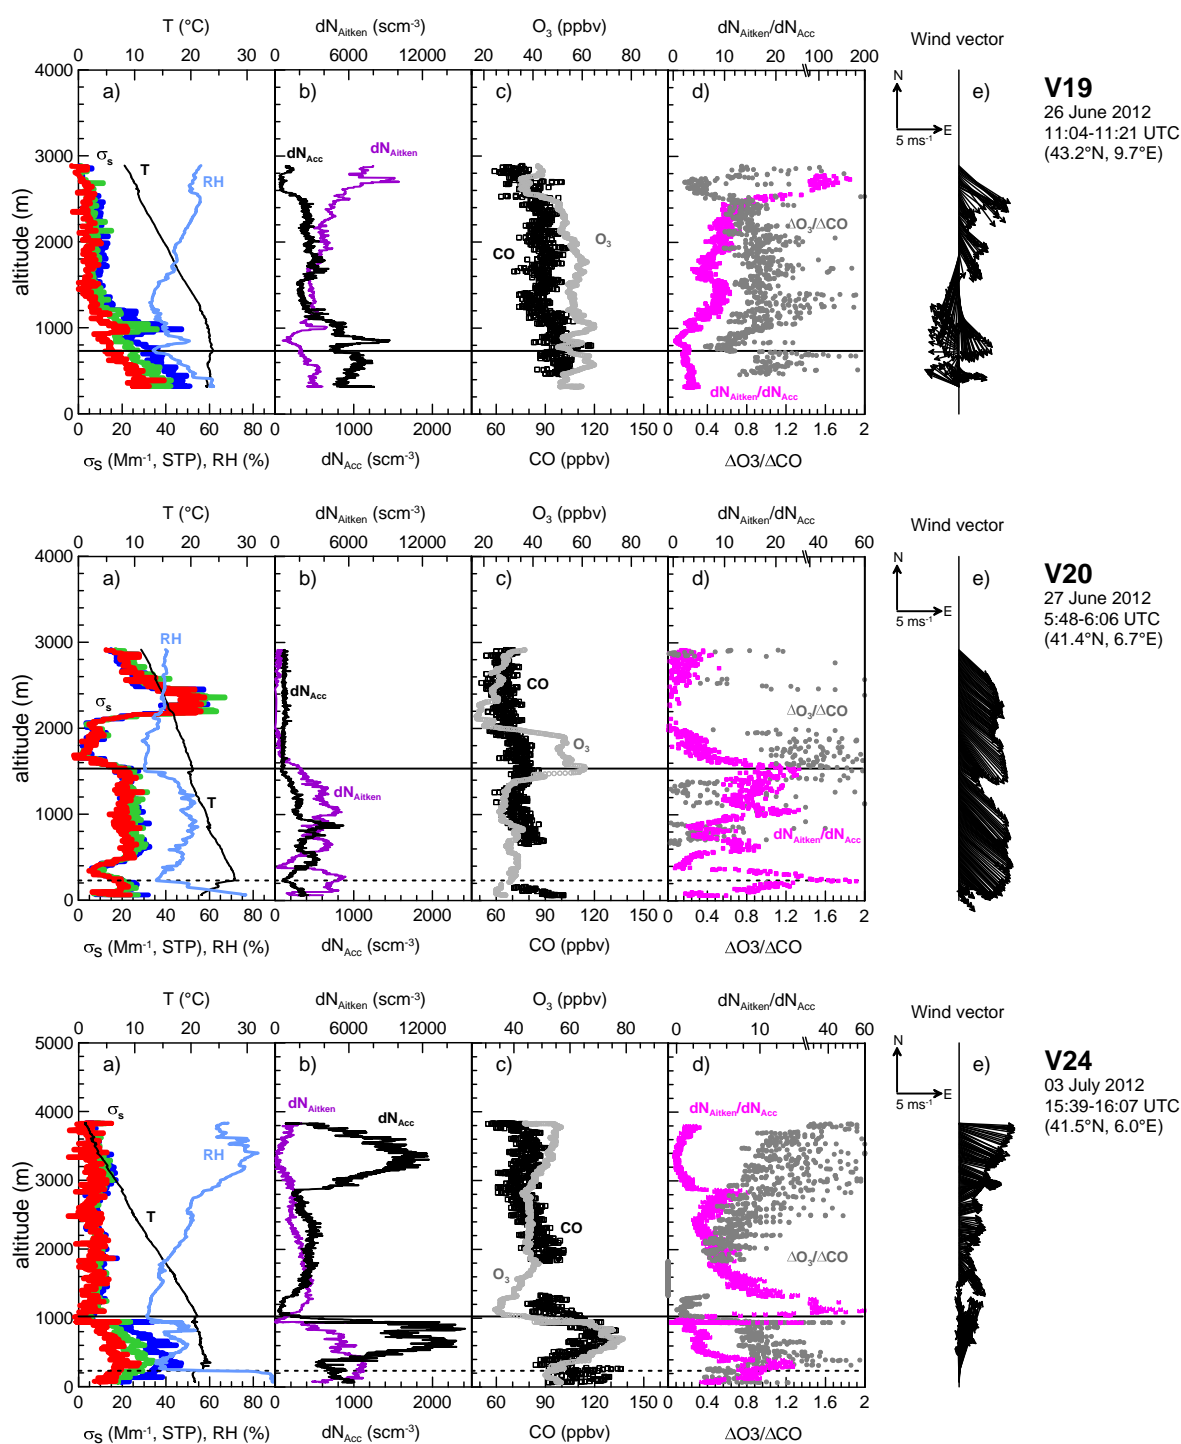 T (°C) dN_Aitken (scm⁻³) O₃ (ppbv) dN_Aitken/dN_Acc Wind vector
0 10 20 30 0 6000 12000 20 40 60 80 0 10 20 100 200
4000 a) b) c) d) N e) V19
26 June 2012
11:04-11:21 UTC
(43.2°N, 9.7°E)
E
5 ms⁻¹
3000 σs T RH dN_Acc dN_Aitken
2000 CO O₃ ΔO₃/ΔCO
1000
0 dN_Aitken/dN_Acc
altitude (m)
0 20 40 60 80 0 1000 2000 60 90 120 150 0 0.4 0.8 1.2 1.6 2
σs (Mm⁻¹, STP), RH (%) dN_Acc (scm⁻³) CO (ppbv) ΔO3/ΔCO
T (°C) dN_Aitken (scm⁻³) O₃ (ppbv) dN_Aitken/dN_Acc Wind vector
0 10 20 30 0 6000 12000 20 40 60 80 0 10 20 40 60
4000 a) b) c) d) N e) V20
27 June 2012
5:48-6:06 UTC
(41.4°N, 6.7°E)
E
5 ms⁻¹
3000 RH
σs dN_Acc CO ΔO₃/ΔCO
2000 O₃
1000 T dN_Aitken dN_Aitken/dN_Acc
0
altitude (m)
0 20 40 60 80 0 1000 2000 60 90 120 150 0 0.4 0.8 1.2 1.6 2
σs (Mm⁻¹, STP), RH (%) dN_Acc (scm⁻³) CO (ppbv) ΔO3/ΔCO
T (°C) dN_Aitken (scm⁻³) O₃ (ppbv) dN_Aitken/dN_Acc Wind vector
0 10 20 30 0 6000 12000 40 60 80 0 10 40 60
5000 a) b) c) d) N e) V24
03 July 2012
15:39-16:07 UTC
(41.5°N, 6.0°E)
E
5 ms⁻¹
4000 σs dN_Aitken dN_Acc dN_Aitken/dN_Acc
3000 RH
2000 T CO O₃ ΔO₃/ΔCO
1000
0
altitude (m)
0 20 40 60 80 0 1000 2000 60 90 120 150 0 0.4 0.8 1.2 1.6 2
σs (Mm⁻¹, STP), RH (%) dN_Acc (scm⁻³) CO (ppbv) ΔO3/ΔCO